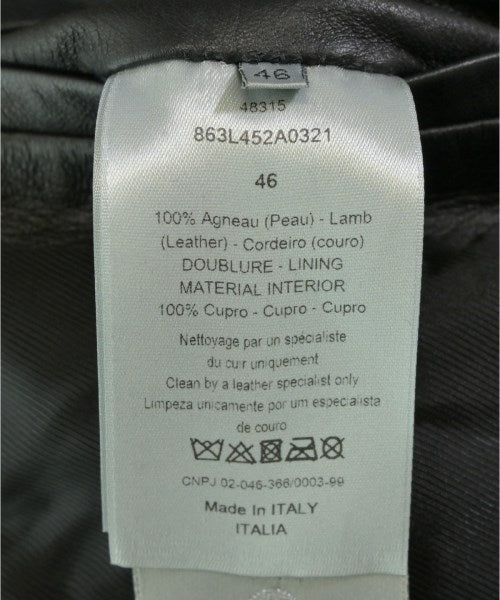 46
48315
863L452A0321
46
100% Agneau (Peau) - Lamb
(Leather) - Cordeiro (couro)
DOUBLURE - LINING
MATERIAL INTERIOR
100% Cupro - Cupro - Cupro
Nettoyage par un spécialiste
du cuir uniquement
Clean by a leather specialist only
Limpeza unicamente por um especialista
de couro
CNPJ 02-046-366/0003-99
Made In ITALY
ITALIA